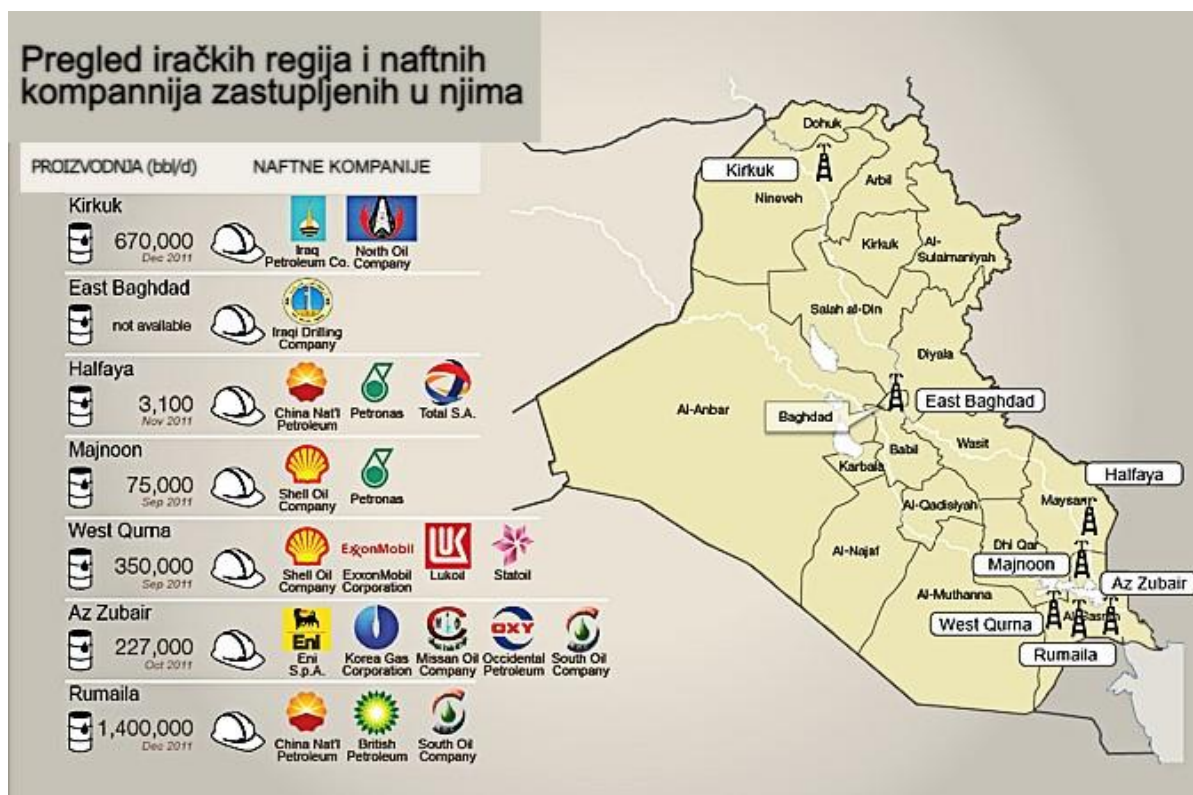 Pregled iračkih regija i naftnih
kompannija zastupljenih u njima
PROIZVODNJA (bbl/d) NAFTNE KOMPANIJE
Kirkuk
670,000
Dec 2011
Iraq
Petroleum Co.
North Oil
Company
East Baghdad
not available
Iraqi Drilling
Company
Halfaya
3,100
Nov 2011
China Nat'l
Petroleum
Petronas
Total S.A.
Majnoon
75,000
Sep 2011
Shell Oil
Company
Petronas
West Qurna
350,000
Sep 2011
Shell Oil
Company
ExxonMobil
ExxonMobil
Corporation
LUK
Lukoil
Statoil
Az Zubair
227,000
Oct 2011
Eni
Eni
S.p.A.
Korea Gas
Corporation
Missan Oil
Company
OXY
Occidental
Petroleum
South Oil
Company
Rumaila
1,400,000
Dec 2011
China Nat'l
Petroleum
British
Petroleum
South Oil
Company
Dohuk
Kirkuk
Nineveh
Arbil
Kirkuk
Al-
Sulaimaniyah
Salah al-Din
Diyala
Al-Anbar
Baghdad
East Baghdad
Wasit
Babil
Karbala
Halfaya
Al-Qadisiyah
Maysan
Al-Najaf
Dhi Qar
Majnoon
Az Zubair
Al-Muthanna
West Qurna
Al-Basrah
Rumaila